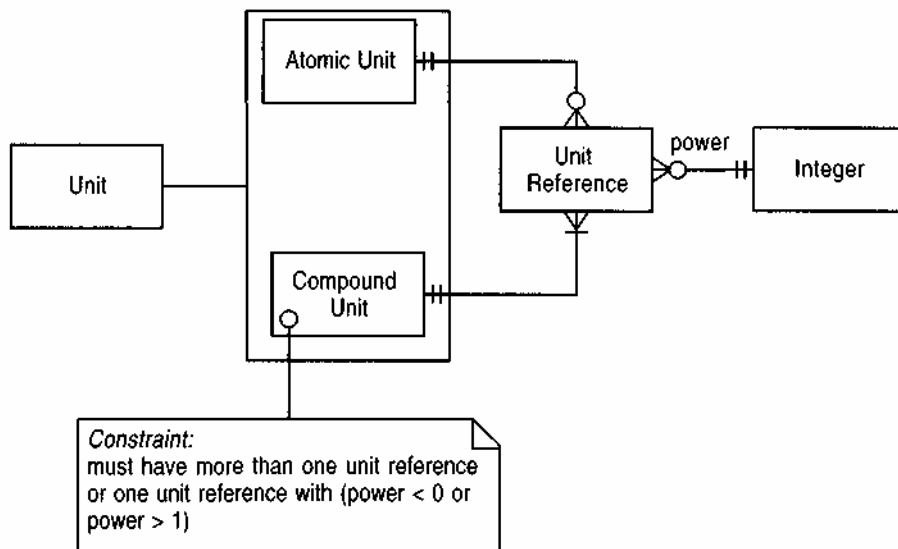 Atomic Unit
Unit
Unit
Reference
power
Integer
Compound
Unit
Constraint:
must have more than one unit reference
or one unit reference with (power < 0 or
power > 1)